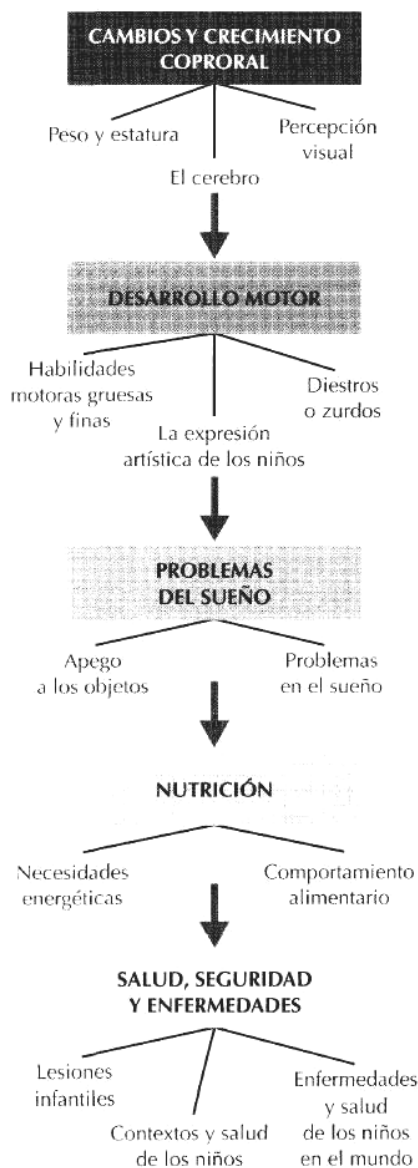 CAMBIOS Y CRECIMIENTO
COPRORAL
Peso y estatura
Percepción
visual
El cerebro
DESARROLLO MOTOR
Habilidades
motoras gruesas
y finas
Diestros
o zurdos
La expresión
artística de los niños
PROBLEMAS
DEL SUEÑO
Apego
a los objetos
Problemas
en el sueño
NUTRICIÓN
Necesidades
energéticas
Comportamiento
alimentario
SALUD, SEGURIDAD
Y ENFERMEDADES
Lesiones
infantiles
Contextos y salud
de los niños
Enfermedades
y salud
de los niños
en el mundo